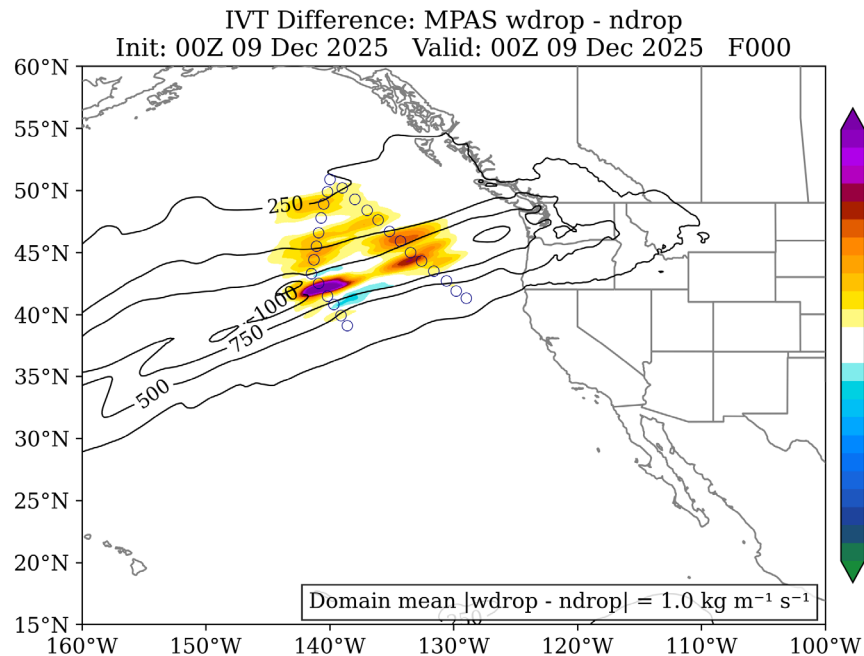 IVT Difference: MPAS wdrop - ndrop
Init: 00Z 09 Dec 2025 Valid: 00Z 09 Dec 2025 F000
60°N
55°N
50°N
45°N
40°N
35°N
30°N
25°N
20°N
15°N
250
1000
750
500
250
Domain mean |wdrop - ndrop| = 1.0 kg m⁻¹ s⁻¹
160°W 150°W 140°W 130°W 120°W 110°W 100°W